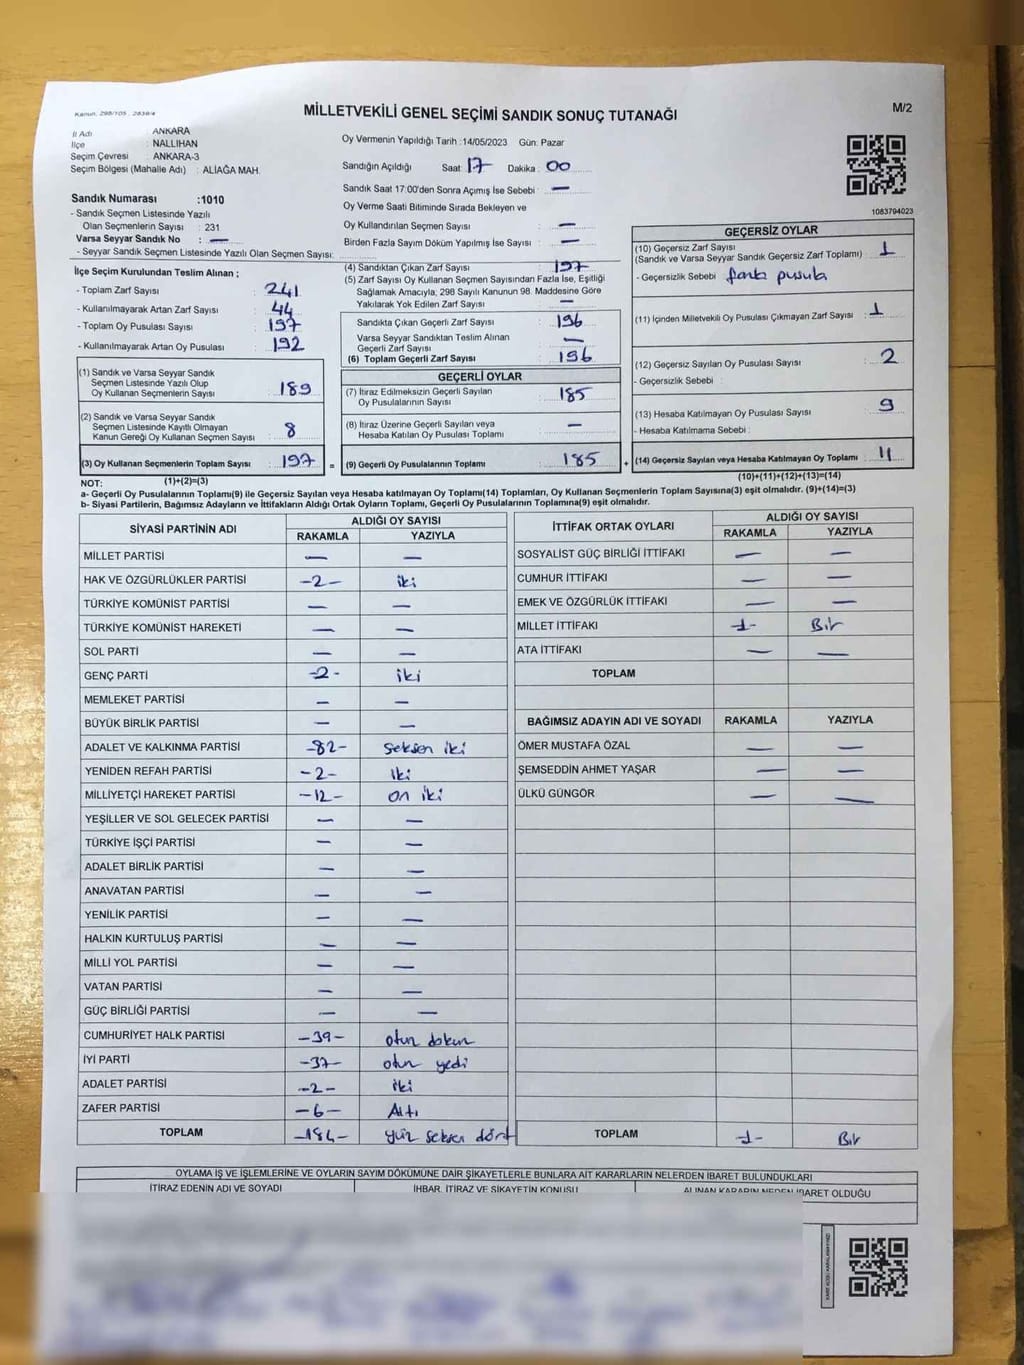 Kanun. 298/105 . 2839/4
MİLLETVEKİLİ GENEL SEÇİMİ SANDIK SONUÇ TUTANAĞI
M/2
İl Adı : ANKARA
İlçe : NALLIHAN
Seçim Çevresi : ANKARA-3
Seçim Bölgesi (Mahalle Adı) : ALİAĞA MAH.
Oy Vermenin Yapıldığı Tarih :14/05/2023 Gün: Pazar
Sandığın Açıldığı Saat : 17 Dakika : 00
Sandık Saat 17:00'den Sonra Açımış İse Sebebi : —
Oy Verme Saati Bitiminde Sırada Bekleyen ve
Oy Kullandırılan Seçmen Sayısı : —
Birden Fazla Sayım Döküm Yapılmış İse Sayısı : —
1083794023
Sandık Numarası :1010
- Sandık Seçmen Listesinde Yazılı
Olan Seçmenlerin Sayısı : 231
Varsa Seyyar Sandık No : —
- Seyyar Sandık Seçmen Listesinde Yazılı Olan Seçmen Sayısı:
İlçe Seçim Kurulundan Teslim Alınan ;
- Toplam Zarf Sayısı : 241
- Kullanılmayarak Artan Zarf Sayısı : 44
- Toplam Oy Pusulası Sayısı : 197
- Kullanılmayarak Artan Oy Pusulası : 192
(1) Sandık ve Varsa Seyyar Sandık
Seçmen Listesinde Yazılı Olup
Oy Kullanan Seçmenlerin Sayısı : 189
(2) Sandık ve Varsa Seyyar Sandık
Seçmen Listesinde Kayıtlı Olmayan
Kanun Gereği Oy Kullanan Seçmen Sayısı : 8
(3) Oy Kullanan Seçmenlerin Toplam Sayısı : 197
(4) Sandıktan Çıkan Zarf Sayısı : 197
(5) Zarf Sayısı Oy Kullanan Seçmen Sayısından Fazla İse, Eşitliği
Sağlamak Amacıyla, 298 Sayılı Kanunun 98. Maddesine Göre
Yakılarak Yok Edilen Zarf Sayısı : —
Sandıkta Çıkan Geçerli Zarf Sayısı : 196
Varsa Seyyar Sandıktan Teslim Alınan
Geçerli Zarf Sayısı : —
(6) Toplam Geçerli Zarf Sayısı : 196
GEÇERLİ OYLAR
(7) İtiraz Edilmeksizin Geçerli Sayılan
Oy Pusulalarının Sayısı : 185
(8) İtiraz Üzerine Geçerli Sayılan veya
Hesaba Katılan Oy Pusulası Toplamı : —
= (9) Geçerli Oy Pusulalarının Toplamı : 185
GEÇERSİZ OYLAR
(10) Geçersiz Zarf Sayısı
(Sandık ve Varsa Seyyar Sandık Geçersiz Zarf Toplamı) : 1
- Geçersizlik Sebebi : fazla pusula
(11) İçinden Milletvekili Oy Pusulası Çıkmayan Zarf Sayısı : 1
(12) Geçersiz Sayılan Oy Pusulası Sayısı : 2
- Geçersizlik Sebebi :
(13) Hesaba Katılmayan Oy Pusulası Sayısı : 9
- Hesaba Katılmama Sebebi :
+ (14) Geçersiz Sayılan veya Hesaba Katılmayan Oy Toplamı : 11
NOT: (1)+(2)=(3)
(10)+(11)+(12)+(13)=(14)
a- Geçerli Oy Pusulalarının Toplamı(9) ile Geçersiz Sayılan veya Hesaba katılmayan Oy Toplamı(14) Toplamları, Oy Kullanan Seçmenlerin Toplam Sayısına(3) eşit olmalıdır. (9)+(14)=(3)
b- Siyasi Partilerin, Bağımsız Adayların ve İttifakların Aldığı Ortak Oyların Toplamı, Geçerli Oy Pusulalarının Toplamına(9) eşit olmalıdır.
SİYASİ PARTİNİN ADI ALDIĞI OY SAYISI
RAKAMLA YAZIYLA
MİLLET PARTİSİ — —
HAK VE ÖZGÜRLÜKLER PARTİSİ -2- iki
TÜRKİYE KOMÜNİST PARTİSİ — —
TÜRKİYE KOMÜNİST HAREKETİ — —
SOL PARTİ — —
GENÇ PARTİ -2- iki
MEMLEKET PARTİSİ — —
BÜYÜK BİRLİK PARTİSİ — —
ADALET VE KALKINMA PARTİSİ -82- seksen iki
YENİDEN REFAH PARTİSİ -2- iki
MİLLİYETÇİ HAREKET PARTİSİ -12- on iki
YEŞİLLER VE SOL GELECEK PARTİSİ — —
TÜRKİYE İŞÇİ PARTİSİ — —
ADALET BİRLİK PARTİSİ — —
ANAVATAN PARTİSİ — —
YENİLİK PARTİSİ — —
HALKIN KURTULUŞ PARTİSİ — —
MİLLİ YOL PARTİSİ — —
VATAN PARTİSİ — —
GÜÇ BİRLİĞİ PARTİSİ — —
CUMHURİYET HALK PARTİSİ -39- otuz dokuz
İYİ PARTİ -37- otuz yedi
ADALET PARTİSİ -2- iki
ZAFER PARTİSİ -6- Altı
TOPLAM -184- yüz seksen dört
İTTİFAK ORTAK OYLARI ALDIĞI OY SAYISI
RAKAMLA YAZIYLA
SOSYALİST GÜÇ BİRLİĞİ İTTİFAKI — —
CUMHUR İTTİFAKI — —
EMEK VE ÖZGÜRLÜK İTTİFAKI — —
MİLLET İTTİFAKI -1- Bir
ATA İTTİFAKI — —
TOPLAM
BAĞIMSIZ ADAYIN ADI VE SOYADI RAKAMLA YAZIYLA
ÖMER MUSTAFA ÖZAL — —
ŞEMSEDDİN AHMET YAŞAR — —
ÜLKÜ GÜNGÖR — —
TOPLAM -1- Bir
OYLAMA İŞ VE İŞLEMLERİNE VE OYLARIN SAYIM DÖKÜMÜNE DAİR ŞİKAYETLERLE BUNLARA AİT KARARLARIN NELERDEN İBARET BULUNDUKLARI
İTİRAZ EDENİN ADI VE SOYADI İHBAR, İTİRAZ VE ŞİKAYETİN KONUSU ALINAN KARARIN NEDEN İBARET OLDUĞU